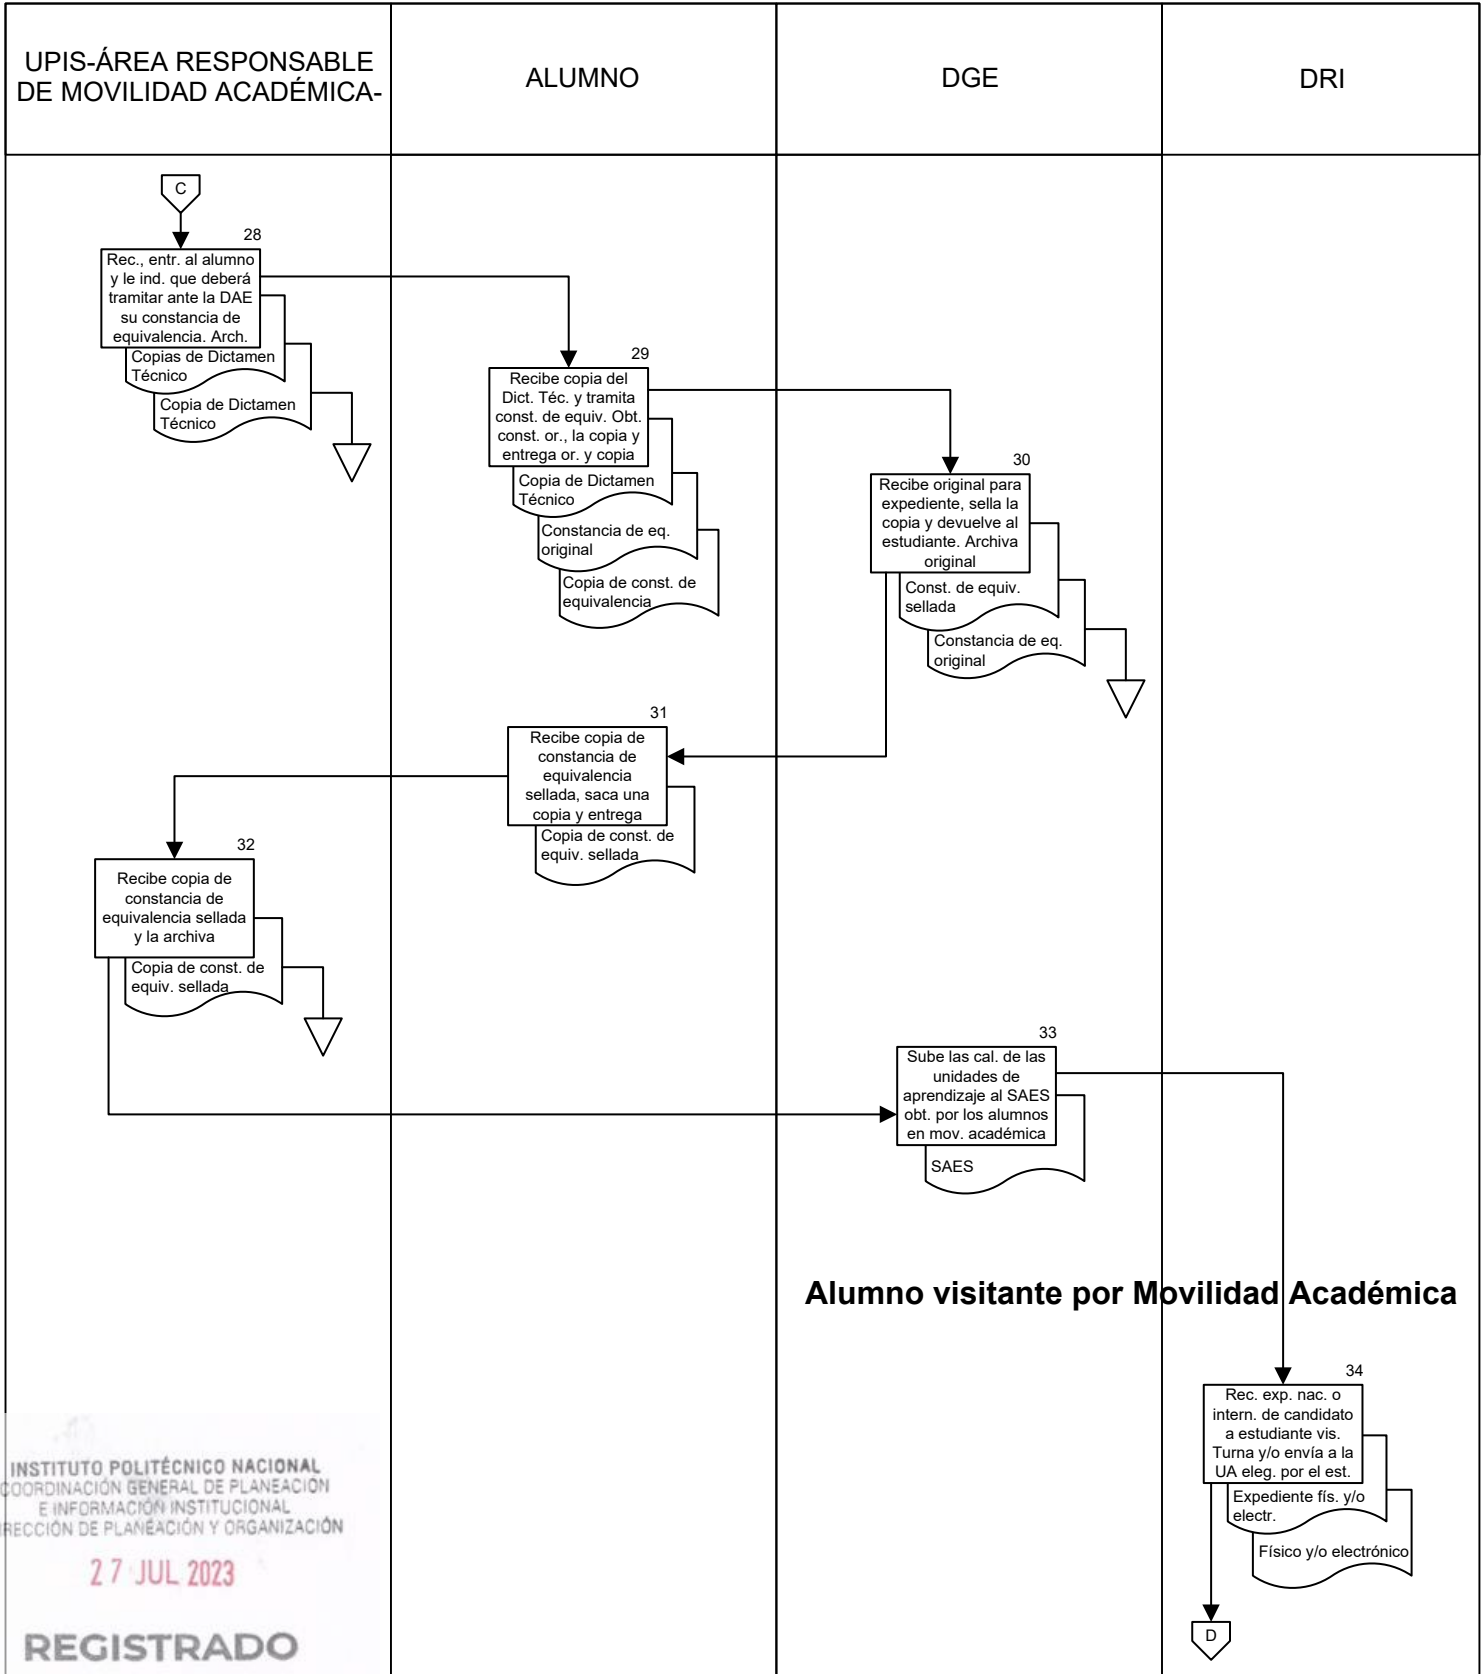 UPIS-ÁREA RESPONSABLE
DE MOVILIDAD ACADÉMICA-
ALUMNO
DGE
DRI
C
28
Rec., entr. al alumno
y le ind. que deberá
tramitar ante la DAE
su constancia de
equivalencia. Arch.
Copias de Dictamen
Técnico
Copia de Dictamen
Técnico
29
Recibe copia del
Dict. Téc. y tramita
const. de equiv. Obt.
const. or., la copia y
entrega or. y copia
Copia de Dictamen
Técnico
Constancia de eq.
original
Copia de const. de
equivalencia
30
Recibe original para
expediente, sella la
copia y devuelve al
estudiante. Archiva
original
Const. de equiv.
sellada
Constancia de eq.
original
31
Recibe copia de
constancia de
equivalencia
sellada, saca una
copia y entrega
Copia de const. de
equiv. sellada
32
Recibe copia de
constancia de
equivalencia sellada
y la archiva
Copia de const. de
equiv. sellada
33
Sube las cal. de las
unidades de
aprendizaje al SAES
obt. por los alumnos
en mov. académica
SAES
Alumno visitante por Movilidad Académica
34
Rec. exp. nac. o
intern. de candidato
a estudiante vis.
Turna y/o envía a la
UA eleg. por el est.
Expediente fís. y/o
electr.
Físico y/o electrónico
D
INSTITUTO POLITÉCNICO NACIONAL
COORDINACIÓN GENERAL DE PLANEACIÓN
E INFORMACIÓN INSTITUCIONAL
IRECCIÓN DE PLANEACIÓN Y ORGANIZACIÓN
27 JUL 2023
REGISTRADO